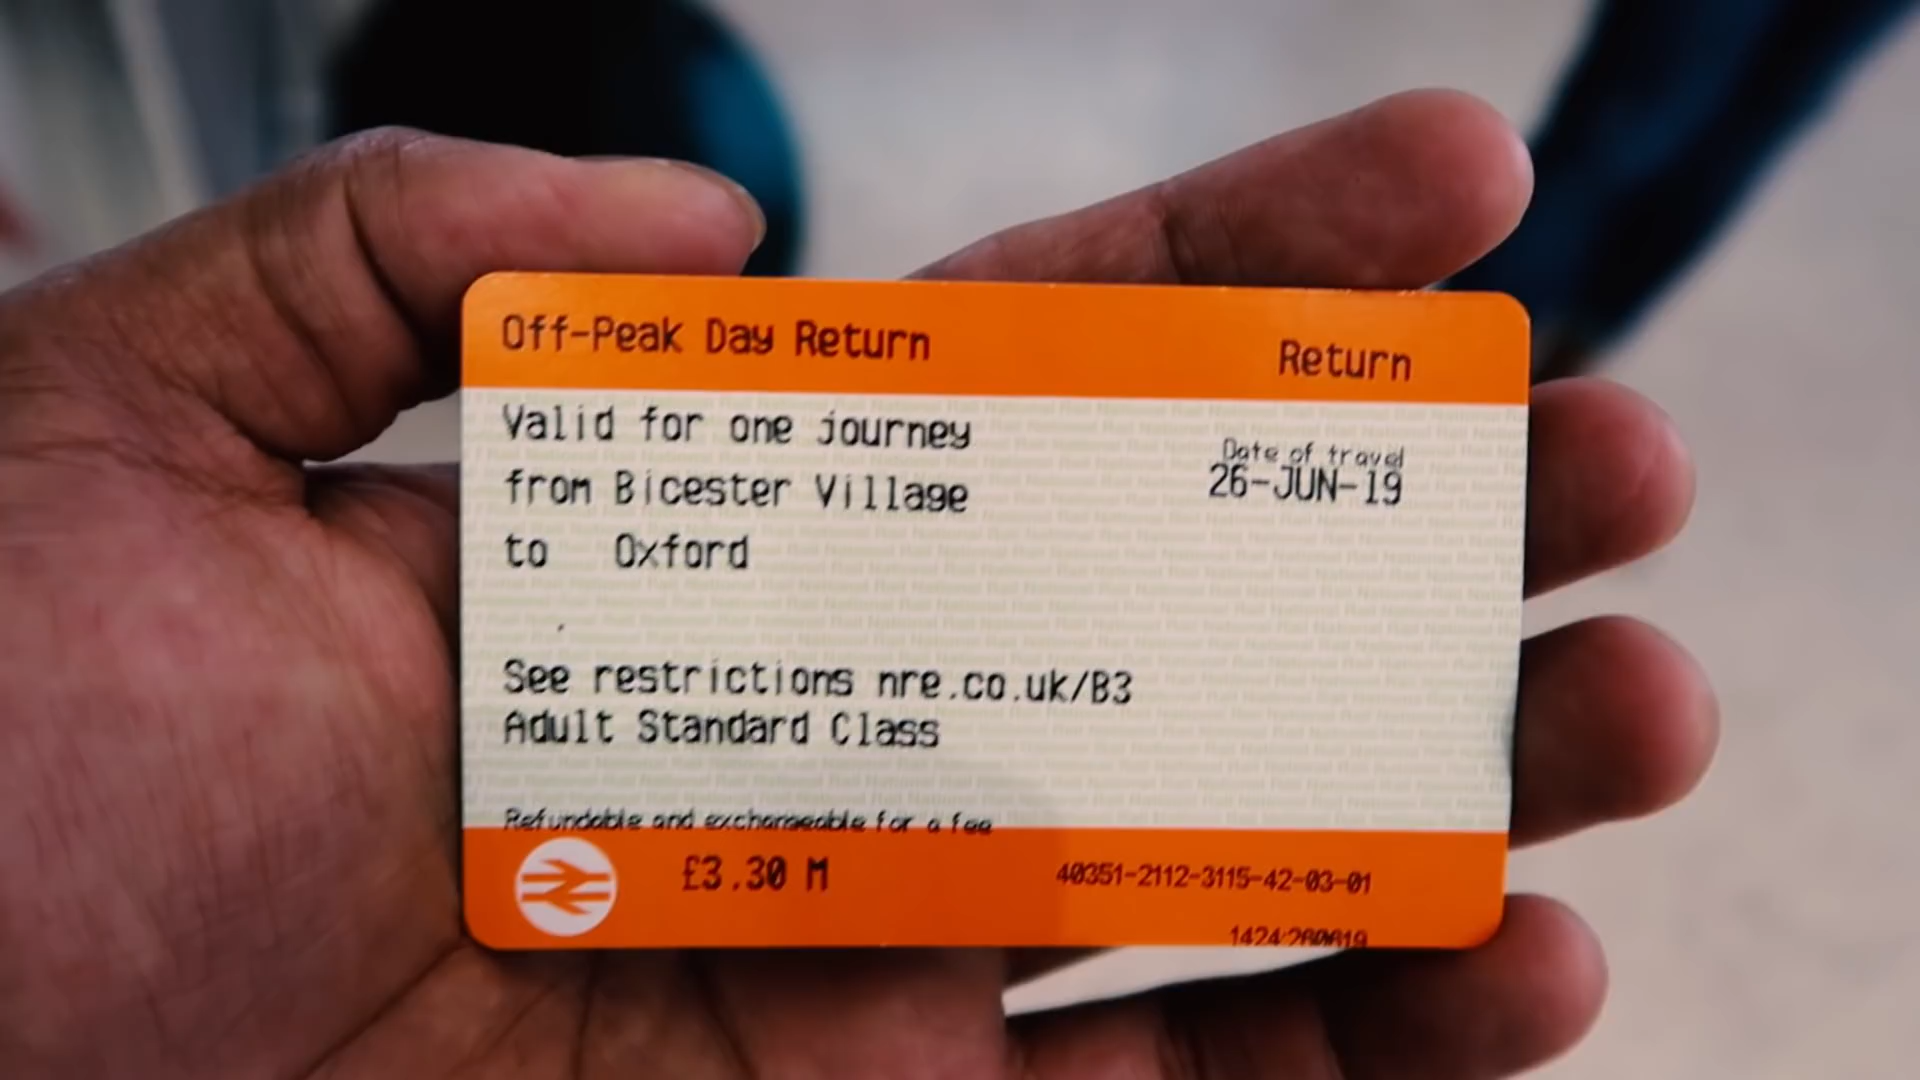 Off-Peak Day Return Return
Valid for one journey
Date of travel
from Bicester Village 26-JUN-19
to Oxford
See restrictions nre.co.uk/B3
Adult Standard Class
Refundable and exchangeable for a fee
£3.30 M 40351-2112-3115-42-03-01